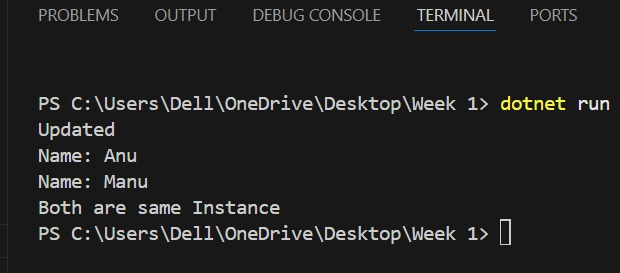 PROBLEMS OUTPUT DEBUG CONSOLE TERMINAL PORTS
PS C:\Users\Dell\OneDrive\Desktop\Week 1> dotnet run
Updated
Name: Anu
Name: Manu
Both are same Instance
PS C:\Users\Dell\OneDrive\Desktop\Week 1>